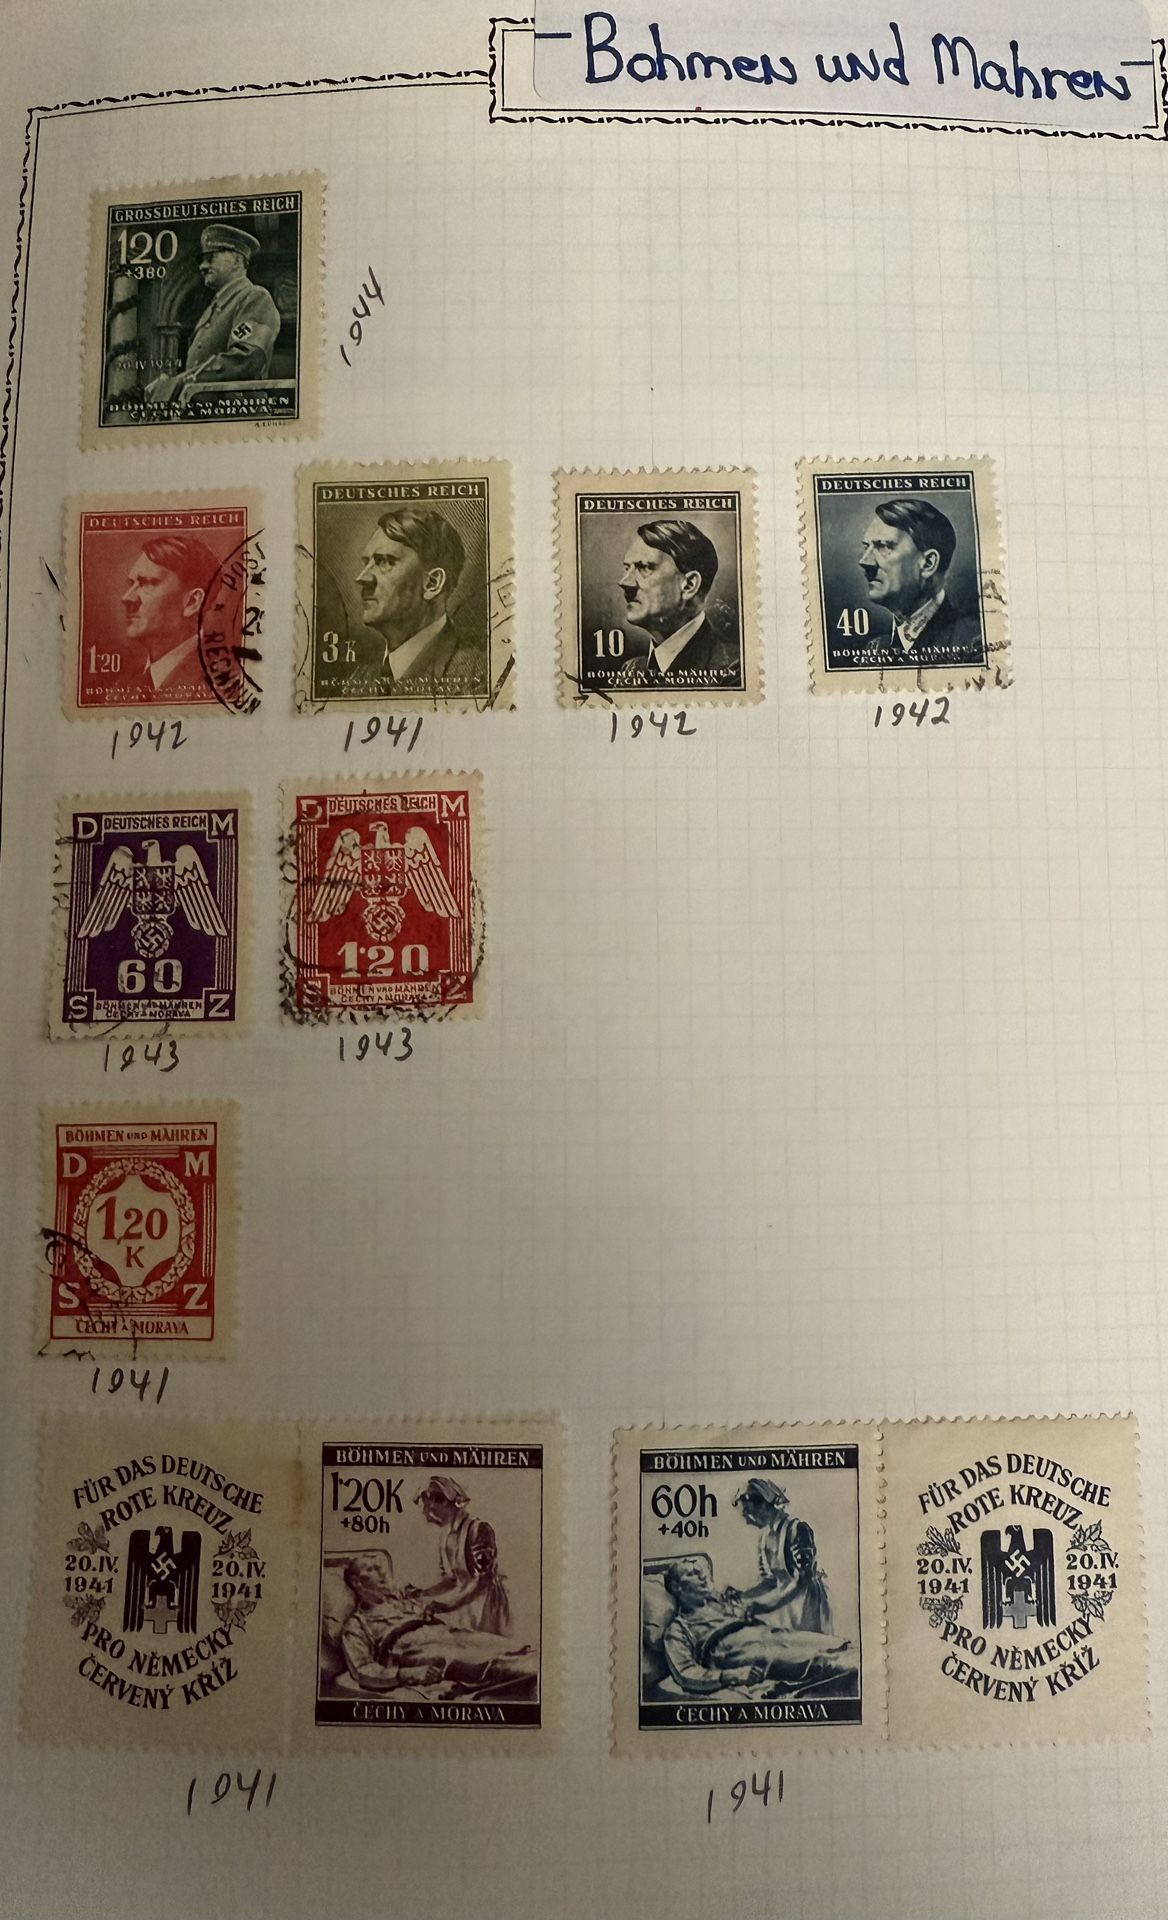 Bohmen und Mahren
GROSSDEUTSCHES REICH
120
+380
20 IV 1944
BÖHMEN UND MÄHREN
ČECHY A MORAVA
1944
DEUTSCHES REICH
1.20
BÖHMEN UND MÄHREN
1942
DEUTSCHES REICH
3 K
BÖHMEN UND MÄHREN
ČECHY A MORAVA
1941
DEUTSCHES REICH
10
BÖHMEN UND MÄHREN
ČECHY A MORAVA
1942
DEUTSCHES REICH
40
BÖHMEN UND MÄHREN
ČECHY A MORAVA
1942
D DEUTSCHES REICH M
60
S BÖHMEN UND MÄHREN Z
ČECHY A MORAVA
1943
D DEUTSCHES REICH M
1.20
S BÖHMEN UND MÄHREN Z
ČECHY A MORAVA
1943
BÖHMEN UND MÄHREN
D M
1,20
K
S Z
ČECHY A MORAVA
1941
FÜR DAS DEUTSCHE
ROTE KREUZ
20.IV. 20.IV.
1941 1941
PRO NĚMECKÝ
ČERVENÝ KŘÍŽ
BÖHMEN UND MÄHREN
1.20K
+80h
ČECHY A MORAVA
1941
BÖHMEN UND MÄHREN
60h
+40h
ČECHY A MORAVA
FÜR DAS DEUTSCHE
ROTE KREUZ
20.IV. 20.IV.
1941 1941
PRO NĚMECKÝ
ČERVENÝ KŘÍŽ
1941